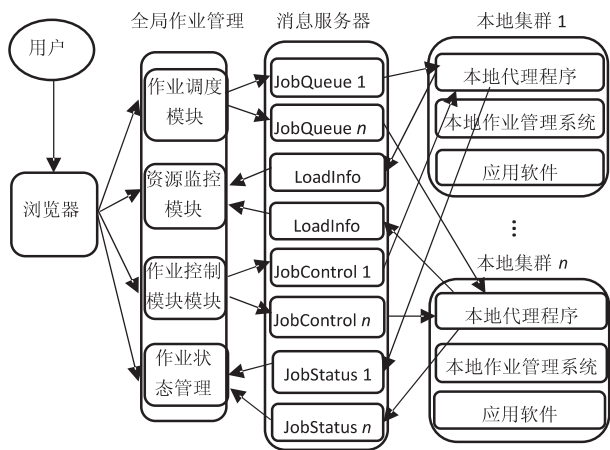 用户
浏览器
全局作业管理
作业调度
模块
资源监控
模块
作业控制
模块模块
作业状
态管理
消息服务器
JobQueue 1
JobQueue n
LoadInfo
LoadInfo
JobControl 1
JobControl n
JobStatus 1
JobStatus n
本地集群 1
本地代理程序
本地作业管理系统
应用软件
...
本地集群 n
本地代理程序
本地作业管理系统
应用软件